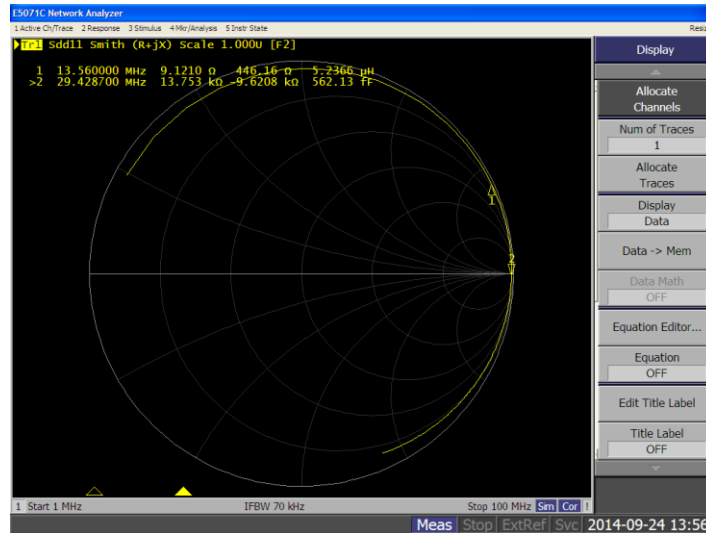 E5071C Network Analyzer
1 Active Ch/Trace 2 Response 3 Stimulus 4 Mkr/Analysis 5 Instr State
Resiz
Tr1 Sdd11 Smith (R+jX) Scale 1.000U [F2]
1 13.560000 MHz 9.1210 Ω 446.16 Ω 5.2366 μH
>2 29.428700 MHz 13.753 kΩ -9.6208 kΩ 562.13 fF
1
2
Display
Allocate
Channels
Num of Traces
1
Allocate
Traces
Display
Data
Data -> Mem
Data Math
OFF
Equation Editor...
Equation
OFF
Edit Title Label
Title Label
OFF
1 Start 1 MHz IFBW 70 kHz Stop 100 MHz Sim Cor !
Meas Stop ExtRef Svc 2014-09-24 13:56